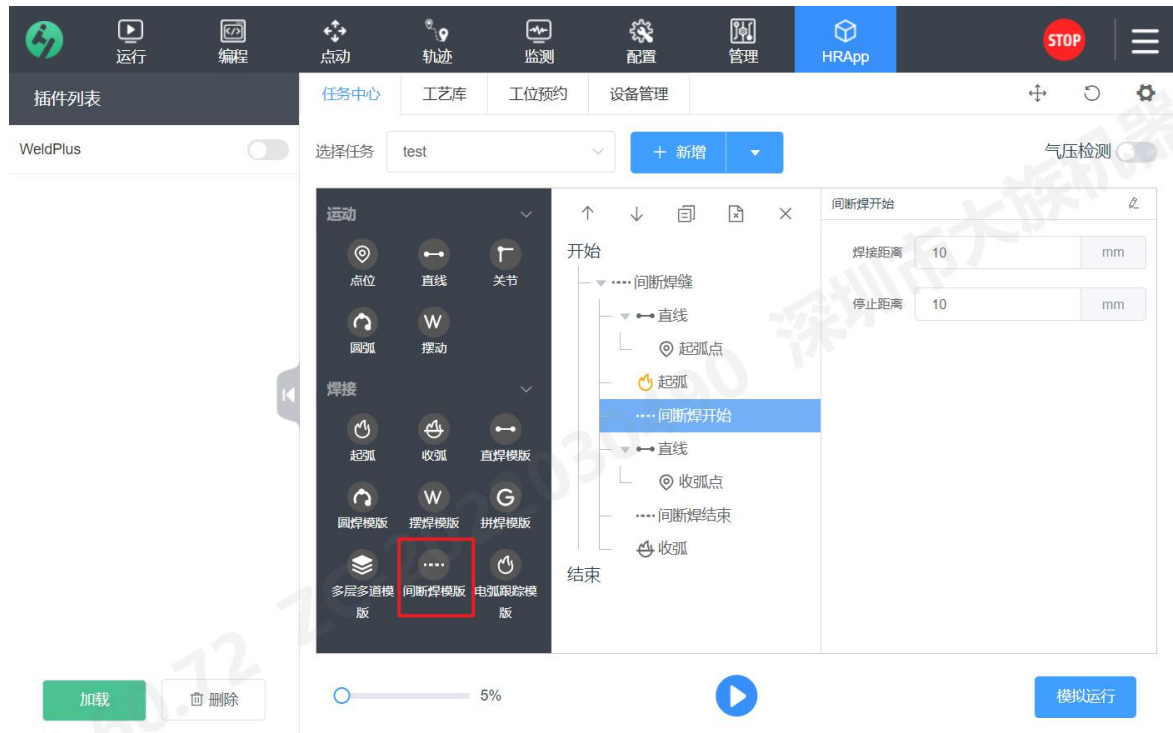 运行
编程
点动
轨迹
监测
配置
管理
HRApp
STOP
插件列表
任务中心
工艺库
工位预约
设备管理
WeldPlus
选择任务
test
+ 新增
气压检测
运动
点位
直线
关节
圆弧
摆动
焊接
起弧
收弧
直焊模版
圆焊模版
摆焊模版
拼焊模版
多层多道模
版
间断焊模版
电弧跟踪模
版
开始
间断焊缝
直线
起弧点
起弧
间断焊开始
直线
收弧点
间断焊结束
收弧
结束
间断焊开始
焊接距离
10
mm
停止距离
10
mm
加载
删除
5%
模拟运行
深圳市大族机器